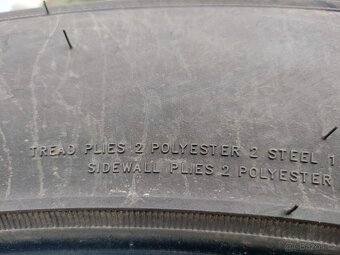 TREAD PLIES 2 POLYESTER 2 STEEL 1
SIDEWALL PLIES 2 POLYESTER